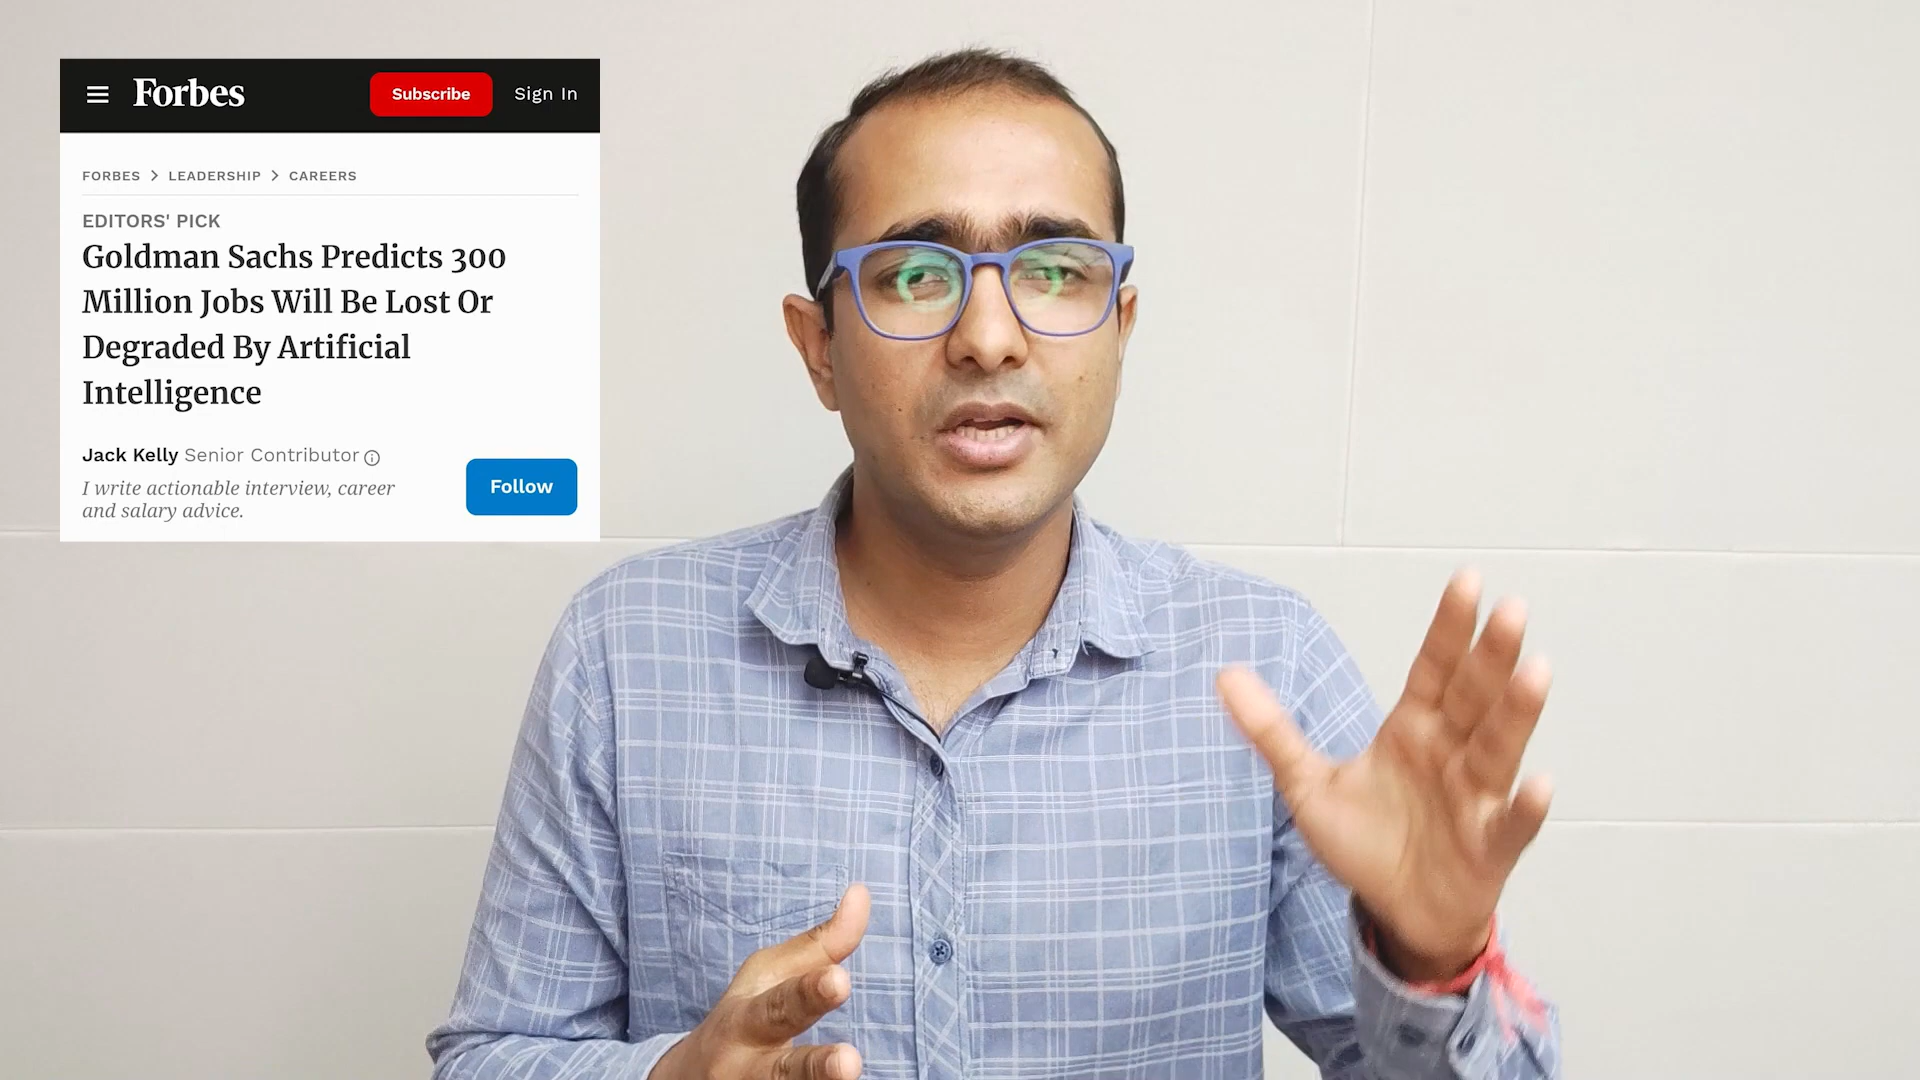 Forbes
Subscribe
Sign In
FORBES > LEADERSHIP > CAREERS
EDITORS' PICK
Goldman Sachs Predicts 300
Million Jobs Will Be Lost Or
Degraded By Artificial
Intelligence
Jack Kelly Senior Contributor
I write actionable interview, career
and salary advice.
Follow